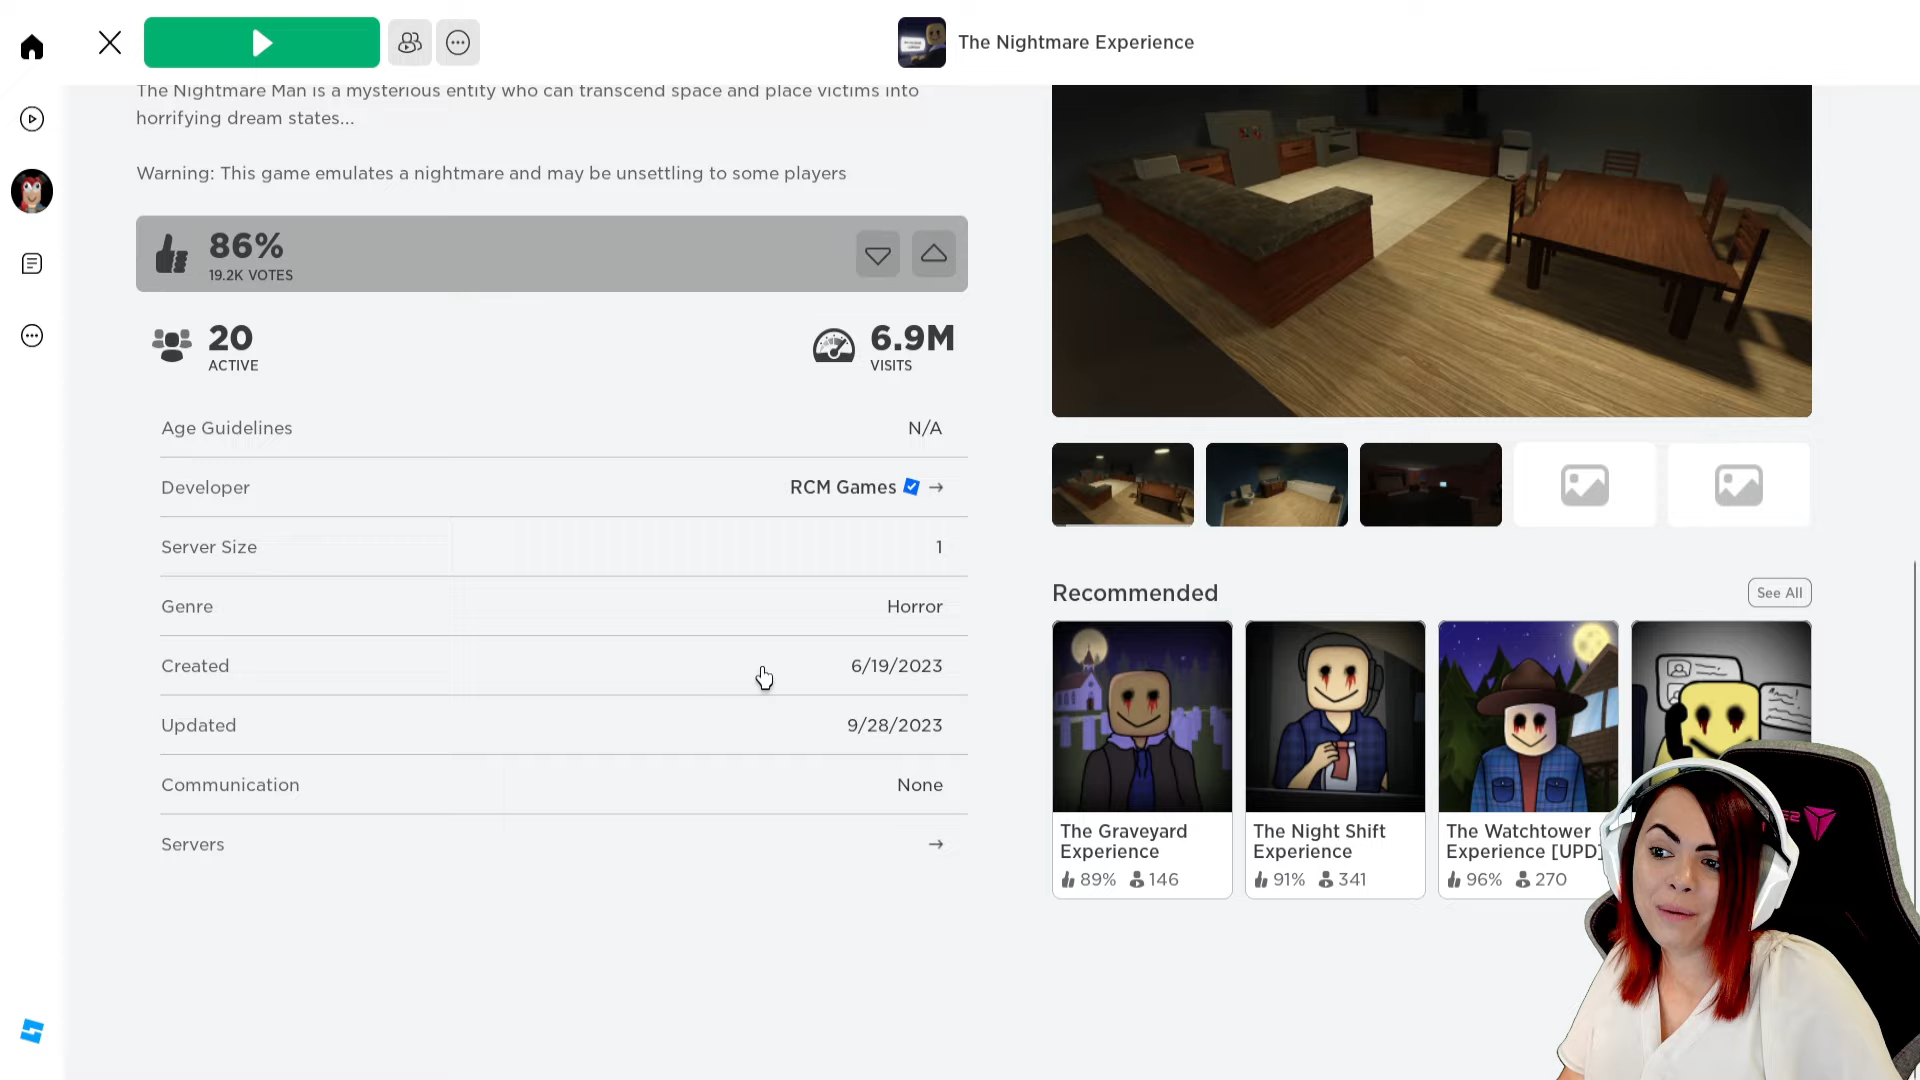 The Nightmare Experience
The Nightmare Man is a mysterious entity who can transcend space and place victims into
horrifying dream states...
Warning: This game emulates a nightmare and may be unsettling to some players
86%
19.2K VOTES
20
ACTIVE
6.9M
VISITS
Age Guidelines N/A
Developer RCM Games
Server Size 1
Genre Horror
Created 6/19/2023
Updated 9/28/2023
Communication None
Servers
Recommended
See All
The Graveyard
Experience
89% 146
The Night Shift
Experience
91% 341
The Watchtower
Experience [UPD]
96% 270